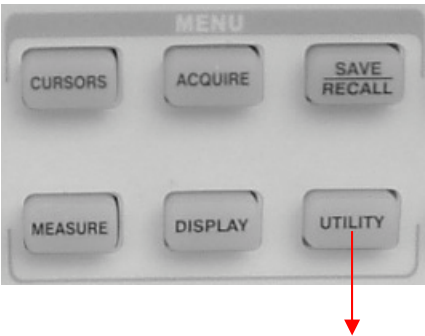 MENU
CURSORS ACQUIRE SAVE
RECALL
MEASURE DISPLAY UTILITY